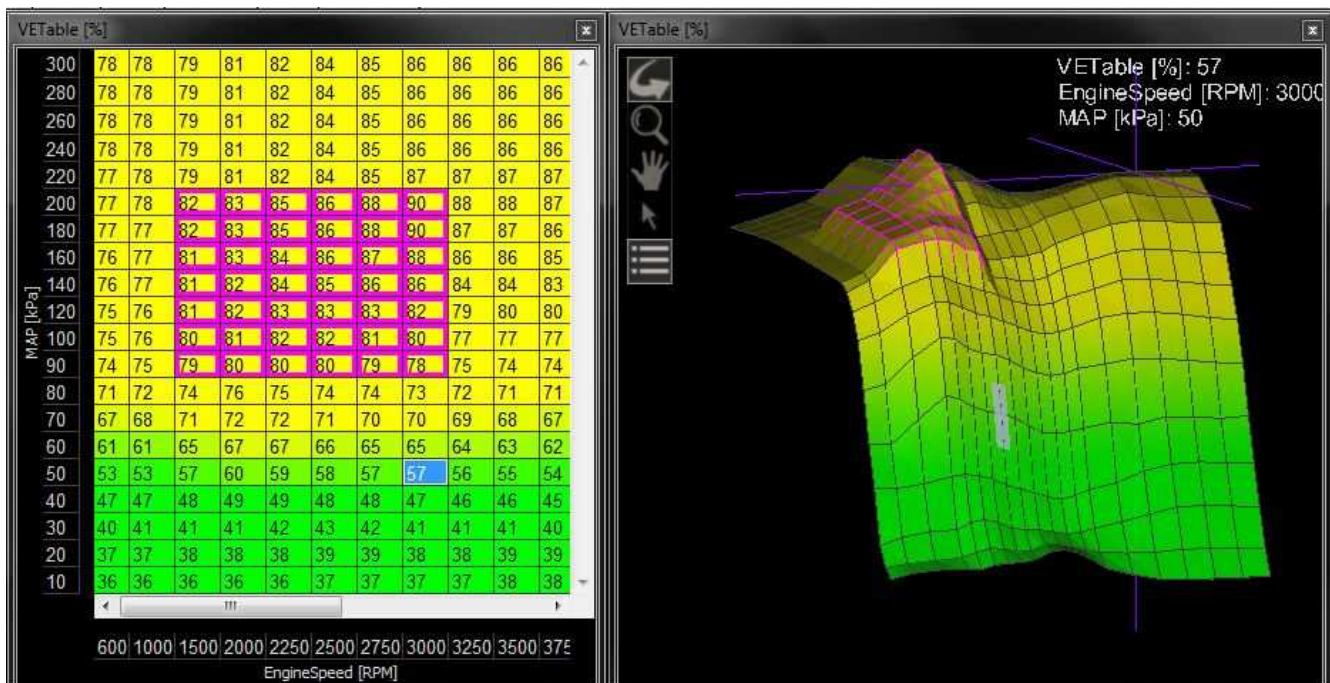 VETable [%]
300 78 78 79 81 82 84 85 86 86 86 86
280 78 78 79 81 82 84 85 86 86 86 86
260 78 78 79 81 82 84 85 86 86 86 86
240 78 78 79 81 82 84 85 86 86 86 86
220 77 78 79 81 82 84 85 87 87 87 87
200 77 78 82 83 85 86 88 90 88 88 87
180 77 77 82 83 85 86 88 90 87 87 86
160 76 77 81 83 84 86 87 88 86 86 85
140 76 77 81 82 84 85 86 86 84 84 83
120 75 76 81 82 83 83 83 82 79 80 80
100 75 76 80 81 82 82 81 80 77 77 77
90 74 75 79 80 80 80 79 78 75 74 74
80 71 72 74 76 75 74 74 73 72 71 71
70 67 68 71 72 72 71 70 70 69 68 67
60 61 61 65 67 67 66 65 65 64 63 62
50 53 53 57 60 59 58 57 57 56 55 54
40 47 47 48 49 49 48 48 47 46 46 45
30 40 41 41 41 42 43 42 41 41 41 40
20 37 37 38 38 38 39 39 38 38 39 39
10 36 36 36 36 36 37 37 37 37 38 38
MAP [kPa]
600 1000 1500 2000 2250 2500 2750 3000 3250 3500 375
EngineSpeed [RPM]
VETable [%]
VETable [%]: 57
EngineSpeed [RPM]: 3000
MAP [kPa]: 50